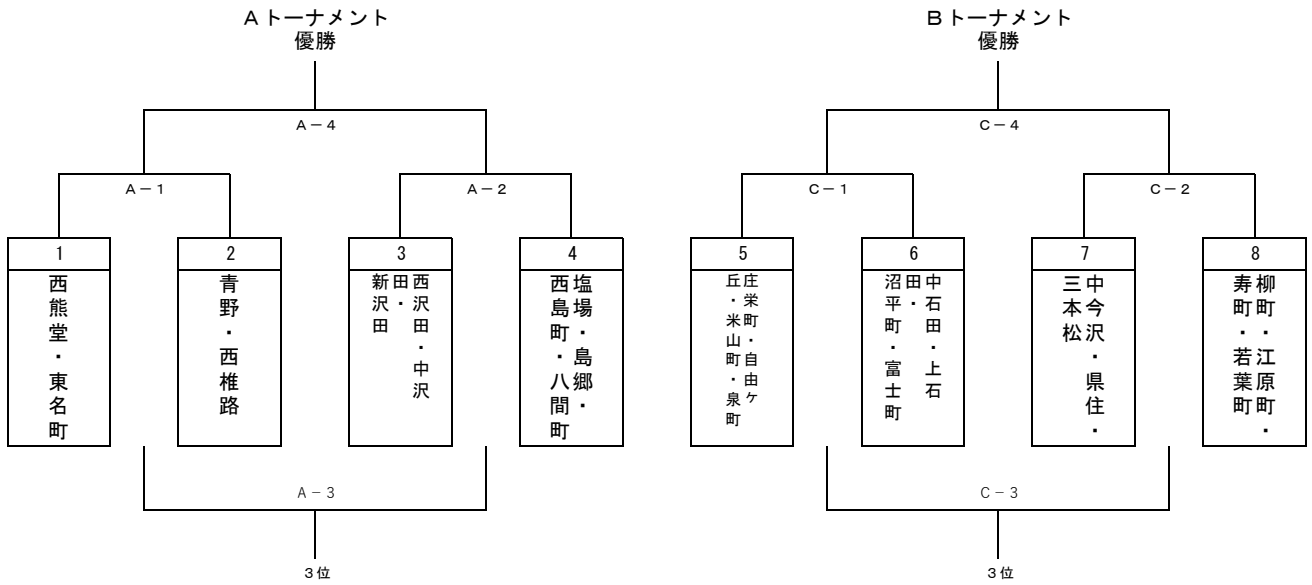 Aトーナメント
優勝
A-4
A-1
A-2
1
西熊堂・東名町
2
青野・西椎路
3
西沢田・中沢
田・
新沢田
4
塩場・島郷・
西島町・八間町
A-3
3位
Bトーナメント
優勝
C-4
C-1
C-2
5
庄栄町・自由ヶ
丘・米山町・泉町
6
中石田・上石
田・
沼平町・富士町
7
中今沢・県住・
三本松
8
柳町・江原町・
寿町・若葉町
C-3
3位